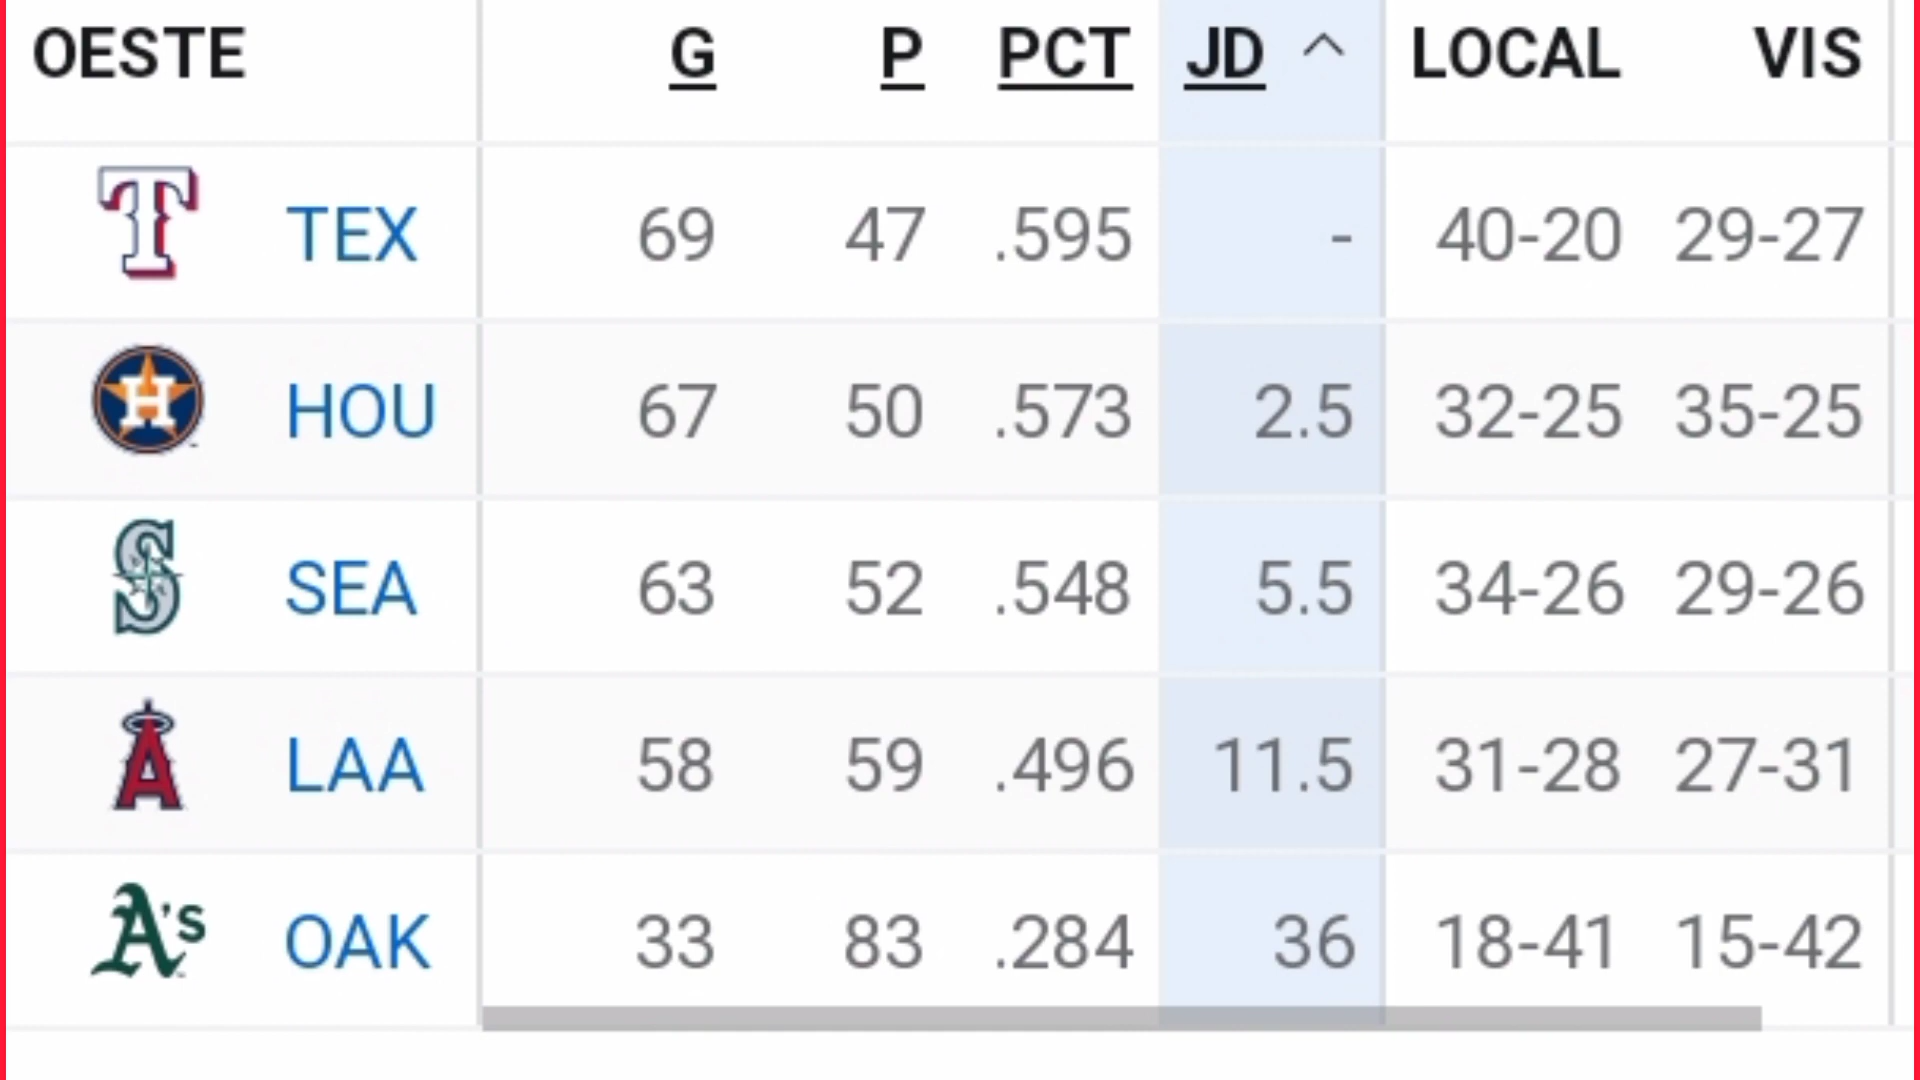 OESTE G P PCT JD LOCAL VIS
T TEX 69 47 .595 - 40-20 29-27
H HOU 67 50 .573 2.5 32-25 35-25
S SEA 63 52 .548 5.5 34-26 29-26
A LAA 58 59 .496 11.5 31-28 27-31
A's OAK 33 83 .284 36 18-41 15-42